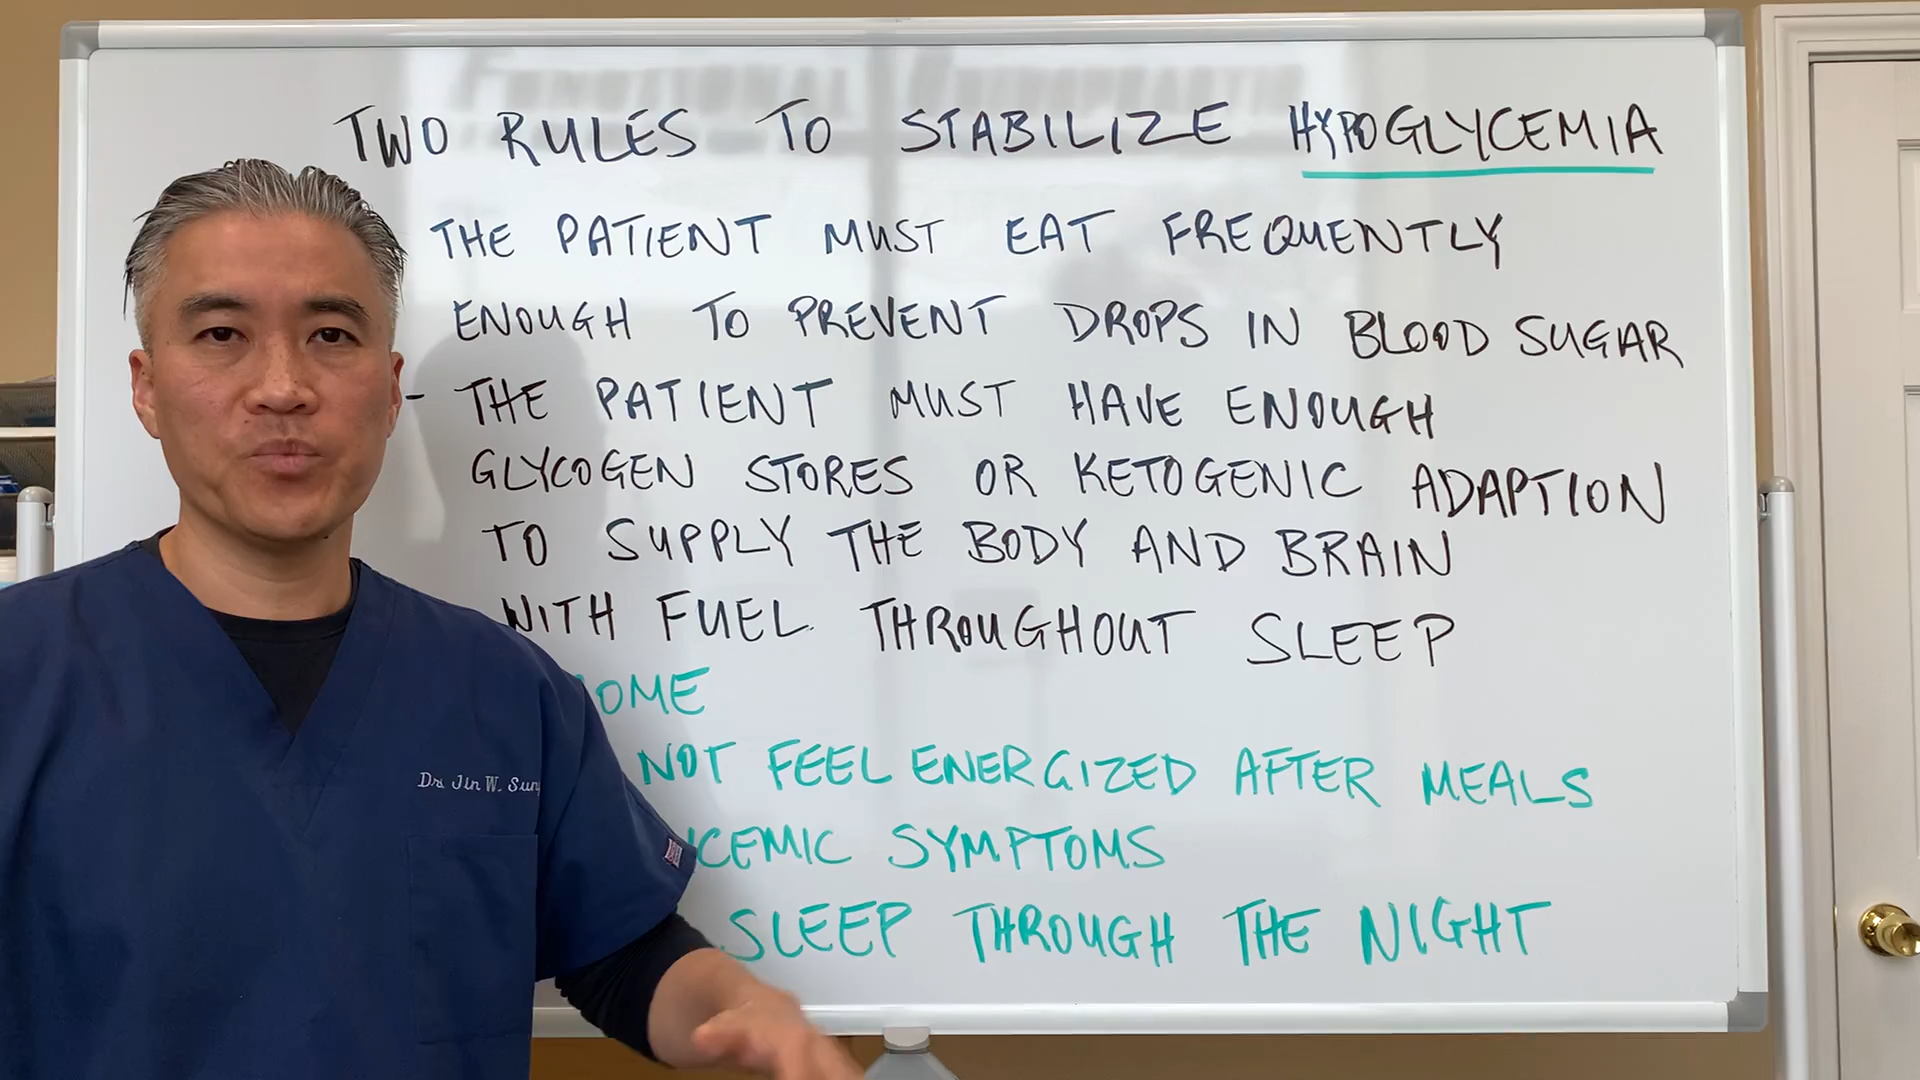 TWO RULES TO STABILIZE HYPOGLYCEMIA
THE PATIENT MUST EAT FREQUENTLY
ENOUGH TO PREVENT DROPS IN BLOOD SUGAR
- THE PATIENT MUST HAVE ENOUGH
GLYCOGEN STORES OR KETOGENIC ADAPTION
TO SUPPLY THE BODY AND BRAIN
WITH FUEL THROUGHOUT SLEEP
OME
NOT FEEL ENERGIZED AFTER MEALS
CEMIC SYMPTOMS
SLEEP THROUGH THE NIGHT
Dr. Jin W. Sung